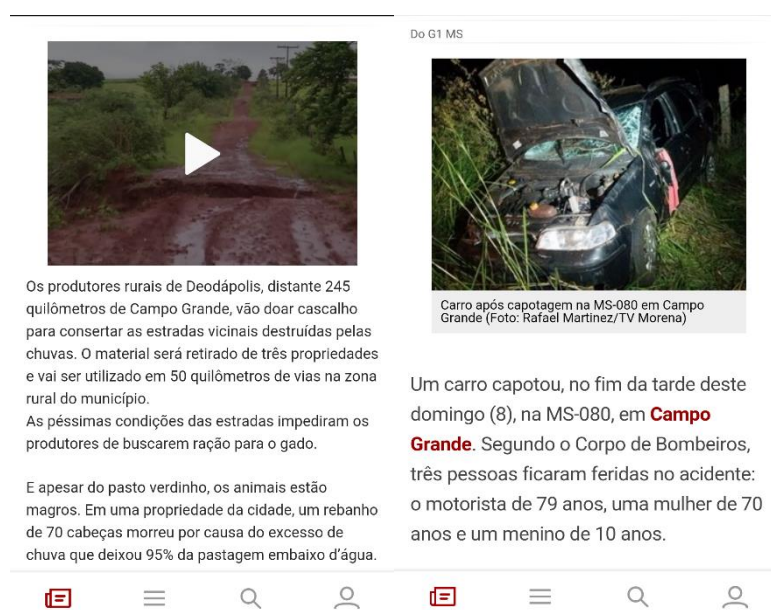 Os produtores rurais de Deodápolis, distante 245
quilômetros de Campo Grande, vão doar cascalho
para consertar as estradas vicinais destruídas pelas
chuvas. O material será retirado de três propriedades
e vai ser utilizado em 50 quilômetros de vias na zona
rural do município.
As péssimas condições das estradas impediram os
produtores de buscarem ração para o gado.
E apesar do pasto verdinho, os animais estão
magros. Em uma propriedade da cidade, um rebanho
de 70 cabeças morreu por causa do excesso de
chuva que deixou 95% da pastagem embaixo d’água.
Do G1 MS
Carro após capotagem na MS-080 em Campo
Grande (Foto: Rafael Martinez/TV Morena)
Um carro capotou, no fim da tarde deste
domingo (8), na MS-080, em Campo
Grande. Segundo o Corpo de Bombeiros,
três pessoas ficaram feridas no acidente:
o motorista de 79 anos, uma mulher de 70
anos e um menino de 10 anos.